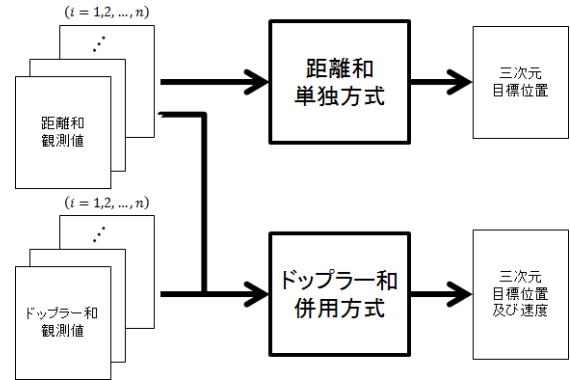 (i = 1,2, ..., n)
⋰
距離和
観測値
距離和
単独方式
三次元
目標位置
(i = 1,2, ..., n)
⋰
ドップラー和
観測値
ドップラー和
併用方式
三次元
目標位置
及び速度